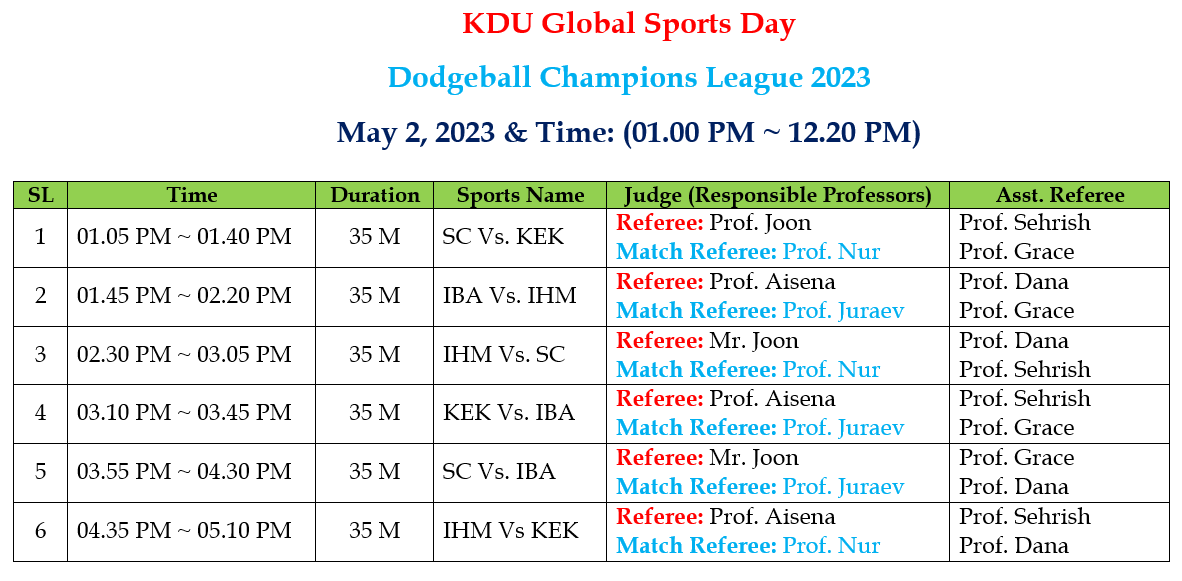 KDU Global Sports Day
Dodgeball Champions League 2023
May 2, 2023 & Time: (01.00 PM ~ 12.20 PM)
SL Time Duration Sports Name Judge (Responsible Professors) Asst. Referee
1 01.05 PM ~ 01.40 PM 35 M SC Vs. KEK Referee: Prof. Joon Prof. Sehrish
Match Referee: Prof. Nur Prof. Grace
2 01.45 PM ~ 02.20 PM 35 M IBA Vs. IHM Referee: Prof. Aisena Prof. Dana
Match Referee: Prof. Juraev Prof. Grace
3 02.30 PM ~ 03.05 PM 35 M IHM Vs. SC Referee: Mr. Joon Prof. Dana
Match Referee: Prof. Nur Prof. Sehrish
4 03.10 PM ~ 03.45 PM 35 M KEK Vs. IBA Referee: Prof. Aisena Prof. Sehrish
Match Referee: Prof. Juraev Prof. Grace
5 03.55 PM ~ 04.30 PM 35 M SC Vs. IBA Referee: Mr. Joon Prof. Grace
Match Referee: Prof. Juraev Prof. Dana
6 04.35 PM ~ 05.10 PM 35 M IHM Vs KEK Referee: Prof. Aisena Prof. Sehrish
Match Referee: Prof. Nur Prof. Dana